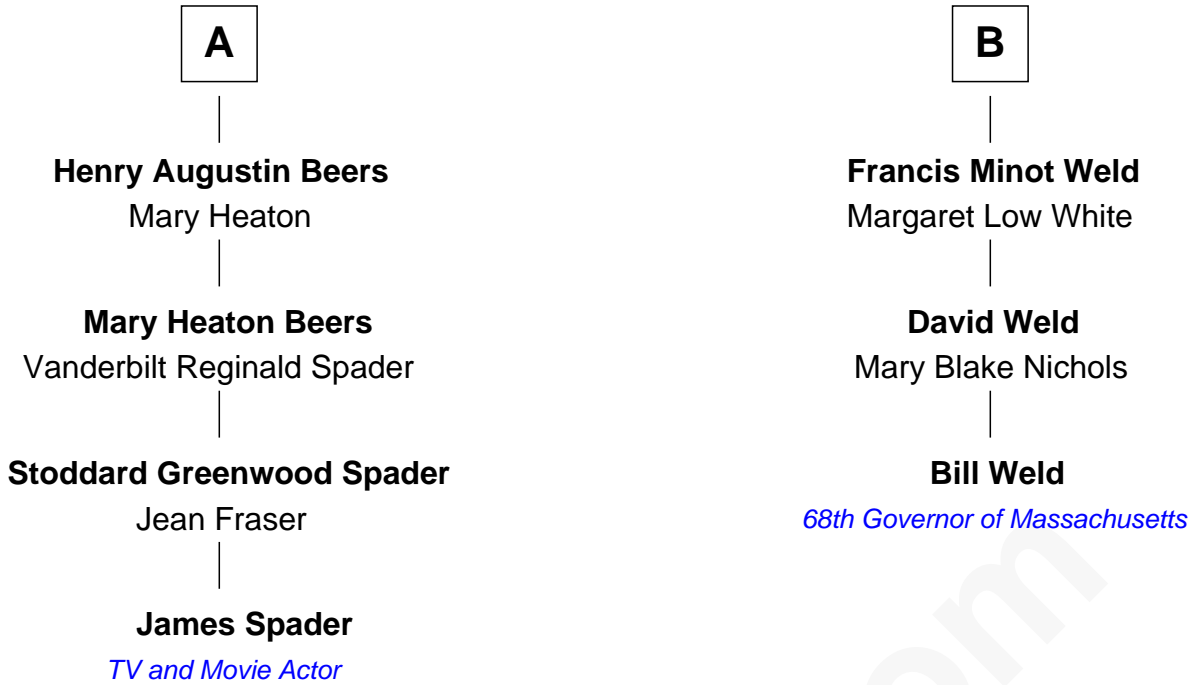 A
Henry Augustin Beers
Mary Heaton
Mary Heaton Beers
Vanderbilt Reginald Spader
Stoddard Greenwood Spader
Jean Fraser
James Spader
TV and Movie Actor
B
Francis Minot Weld
Margaret Low White
David Weld
Mary Blake Nichols
Bill Weld
68th Governor of Massachusetts
om